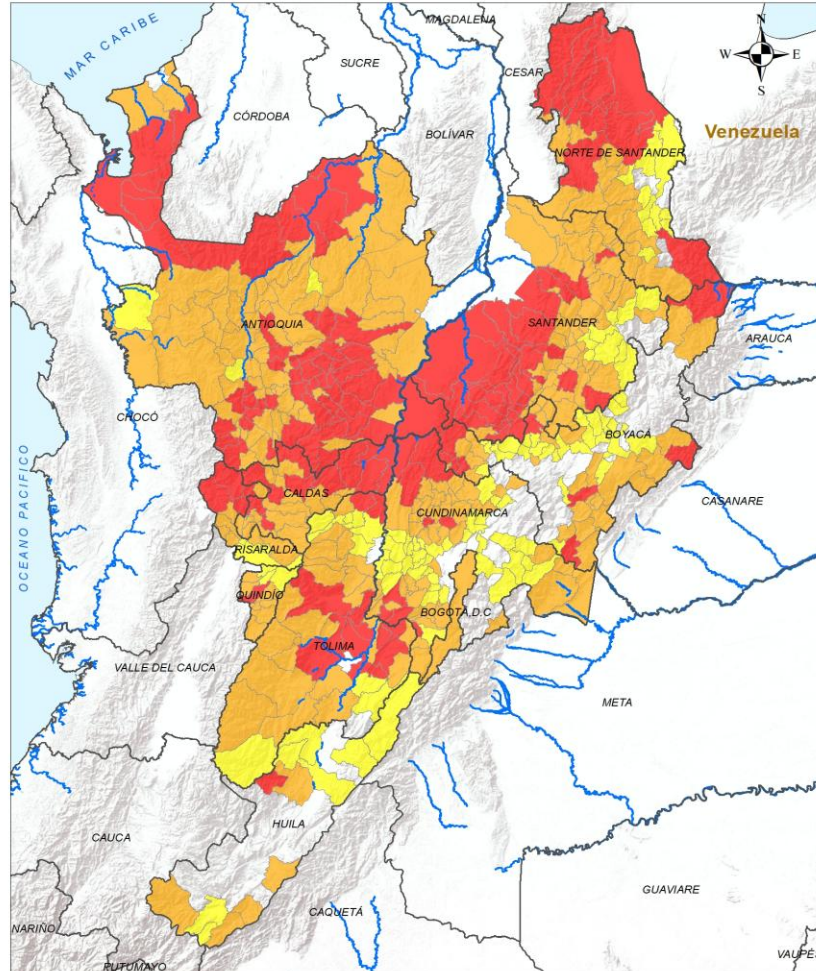 MAGDALENA
N
MAR CARIBE
SUCRE
CESAR
W
E
S
CÓRDOBA
BOLÍVAR
Venezuela
NORTE DE SANTANDER
ANTIOQUIA
SANTANDER
ARAUCA
CHOCÓ
BOYACÁ
OCEANO PACIFICO
CALDAS
CUNDINAMARCA
CASANARE
RISARALDA
QUINDÍO
BOGOTÁ,D.C.
TOLIMA
VALLE DEL CAUCA
META
HUILA
CAUCA
GUAVIARE
CAQUETÁ
NARIÑO
PUTUMAYO
VAUPÉS